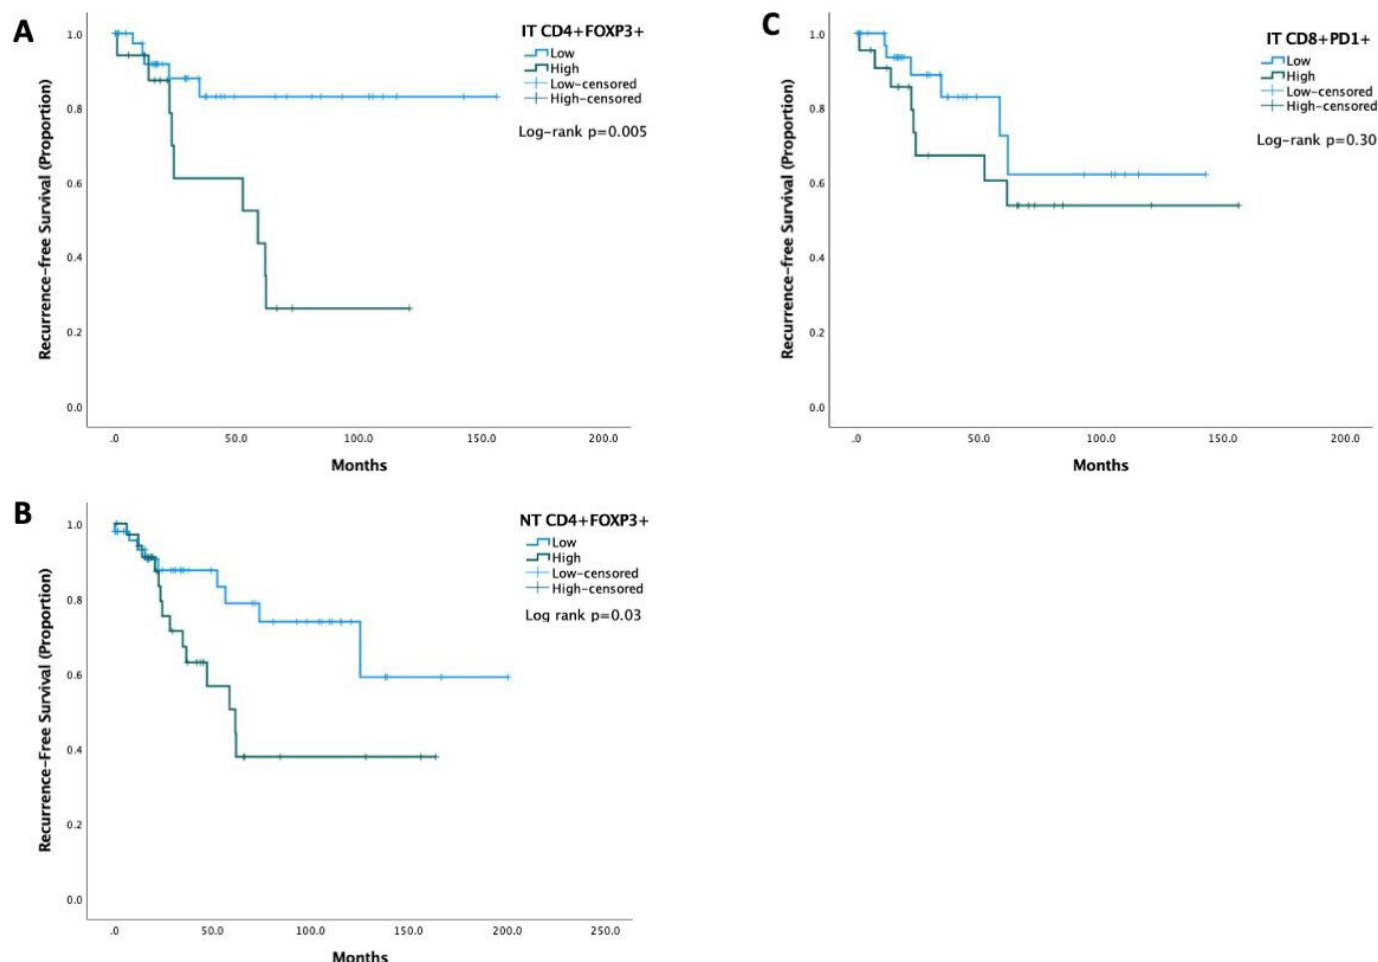 A
IT CD4+FOXP3+
Low
High
Low-censored
High-censored
Log-rank p=0.005
Recurrence-free Survival (Proportion)
1.0
0.8
0.6
0.4
0.2
0.0
.0 50.0 100.0 150.0 200.0
Months
C
IT CD8+PD1+
Low
High
Low-censored
High-censored
Log-rank p=0.30
Recurrence-free Survival (Proportion)
1.0
0.8
0.6
0.4
0.2
0.0
.0 50.0 100.0 150.0 200.0
Months
B
NT CD4+FOXP3+
Low
High
Low-censored
High-censored
Log rank p=0.03
Recurrence-Free Survival (Proportion)
1.0
0.8
0.6
0.4
0.2
0.0
.0 50.0 100.0 150.0 200.0 250.0
Months